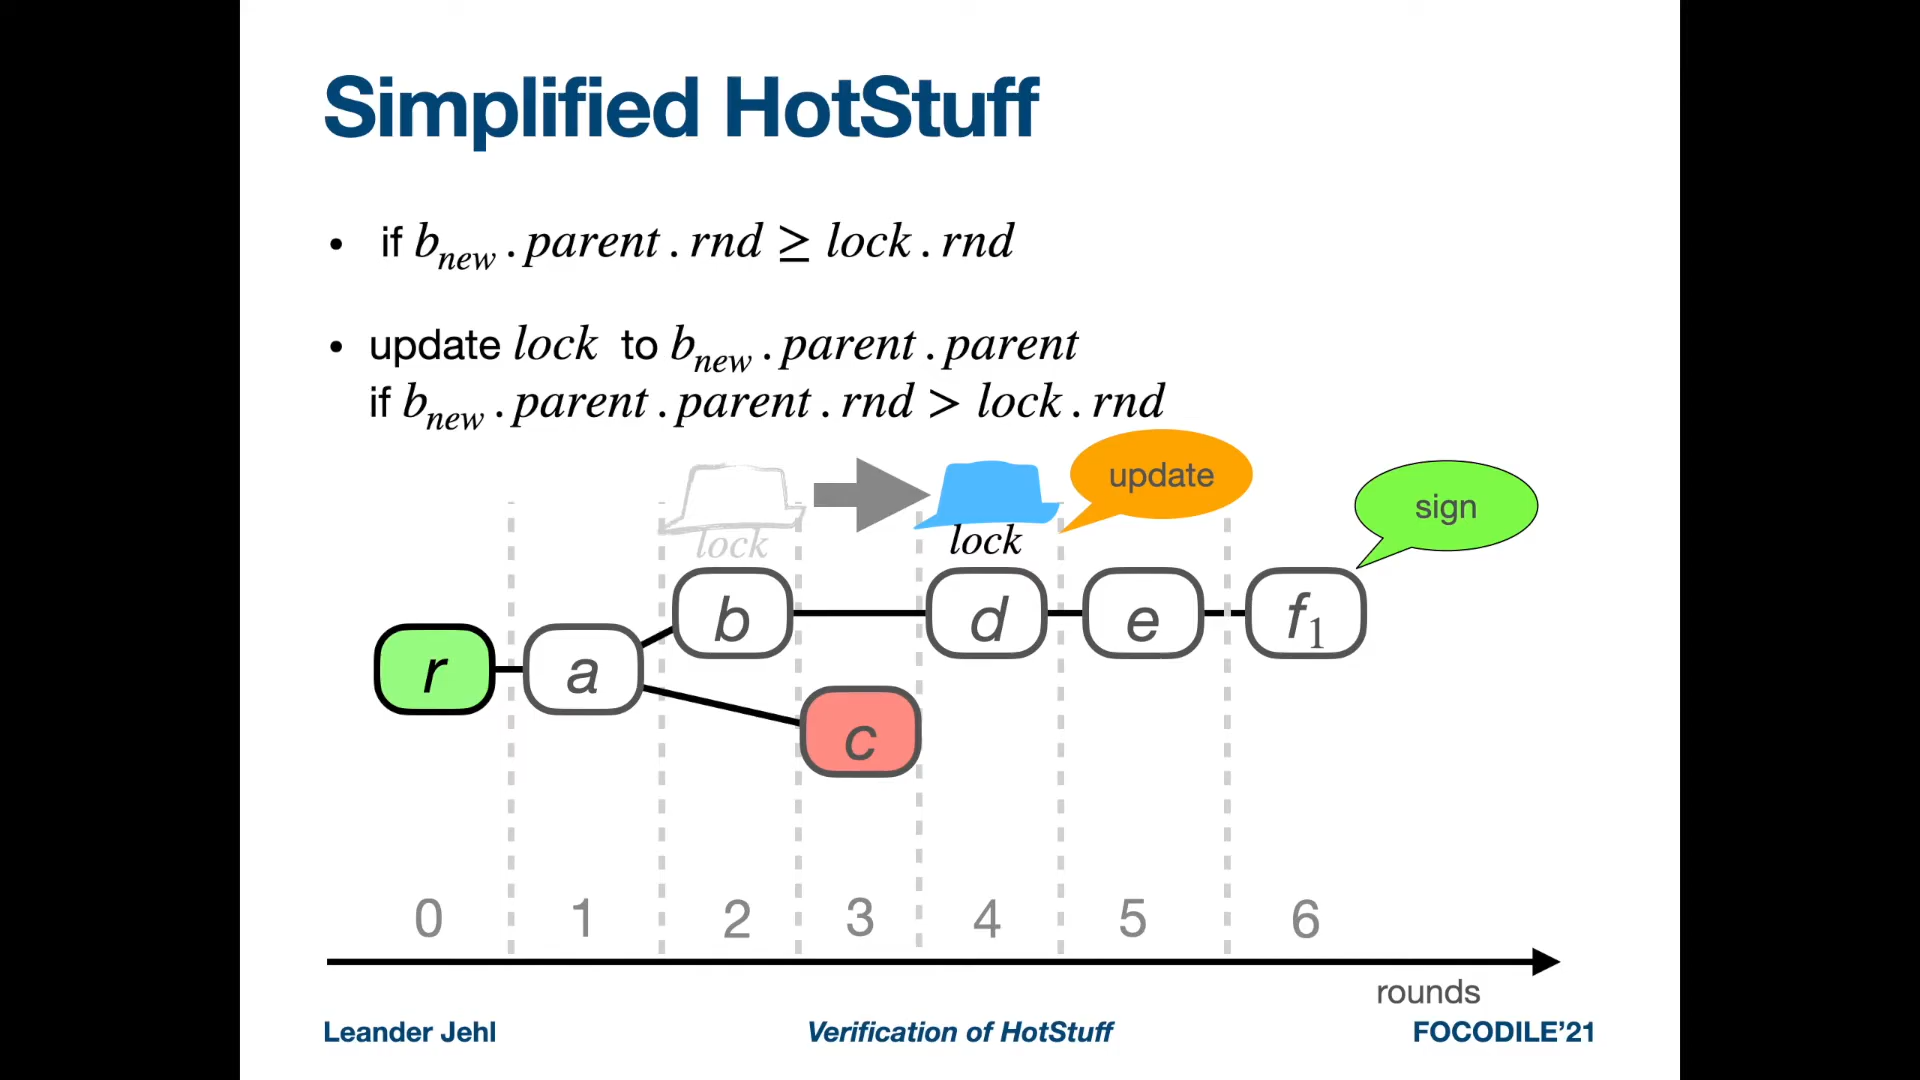 Simplified HotStuff
• if b_new . parent . rnd ≥ lock . rnd
• update lock to b_new . parent . parent
if b_new . parent . parent . rnd > lock . rnd
update
sign
lock
lock
b
d
e
f₁
r
a
c
0 1 2 3 4 5 6
rounds
Leander Jehl Verification of HotStuff FOCODILE’21